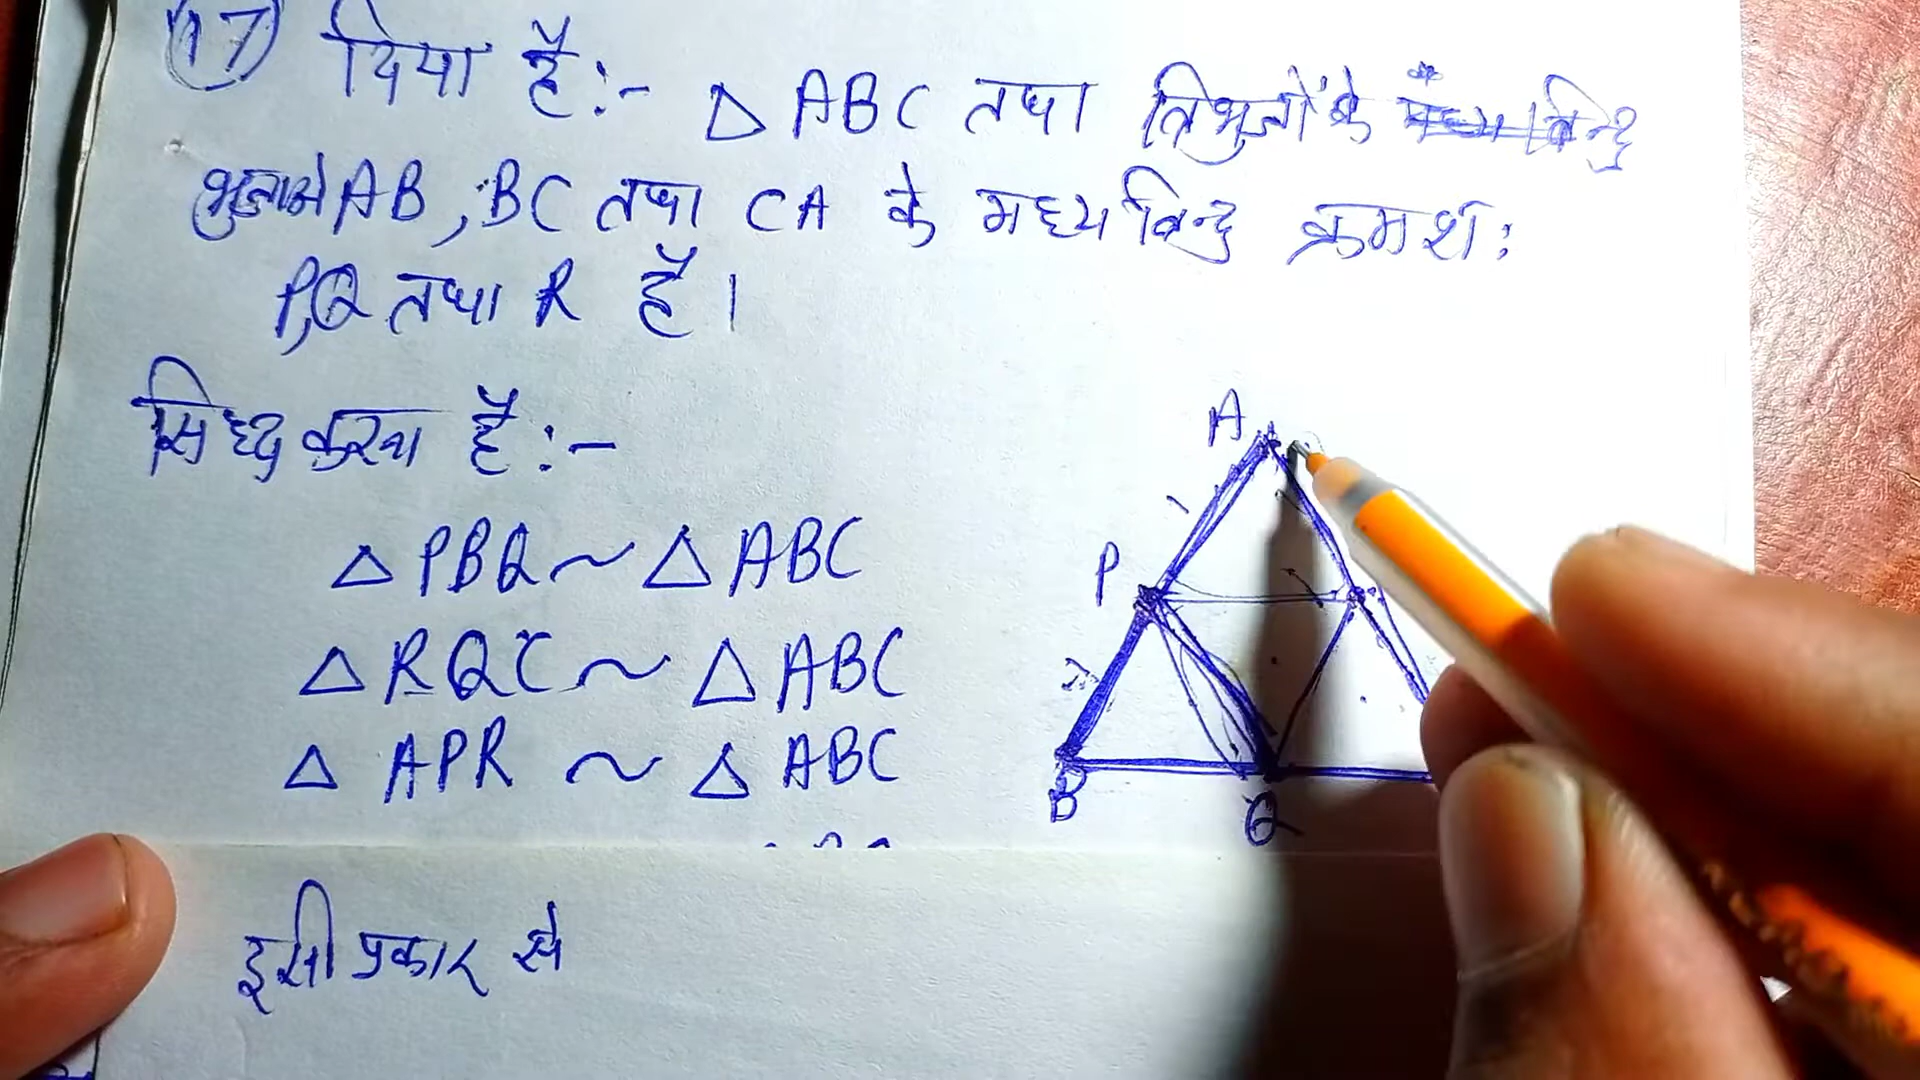 17 दिया है:- △ ABC तथा त्रिभुजों के मध्य बिन्दु
भुजाओ AB, BC तथा CA के मध्य बिन्दु क्रमश:
P,Q तथा R है।
सिध्द करना है:-
△ PBQ ~ △ ABC
△ RQC ~ △ ABC
△ APR ~ △ ABC
A
P
B
Q
इसी प्रकार से